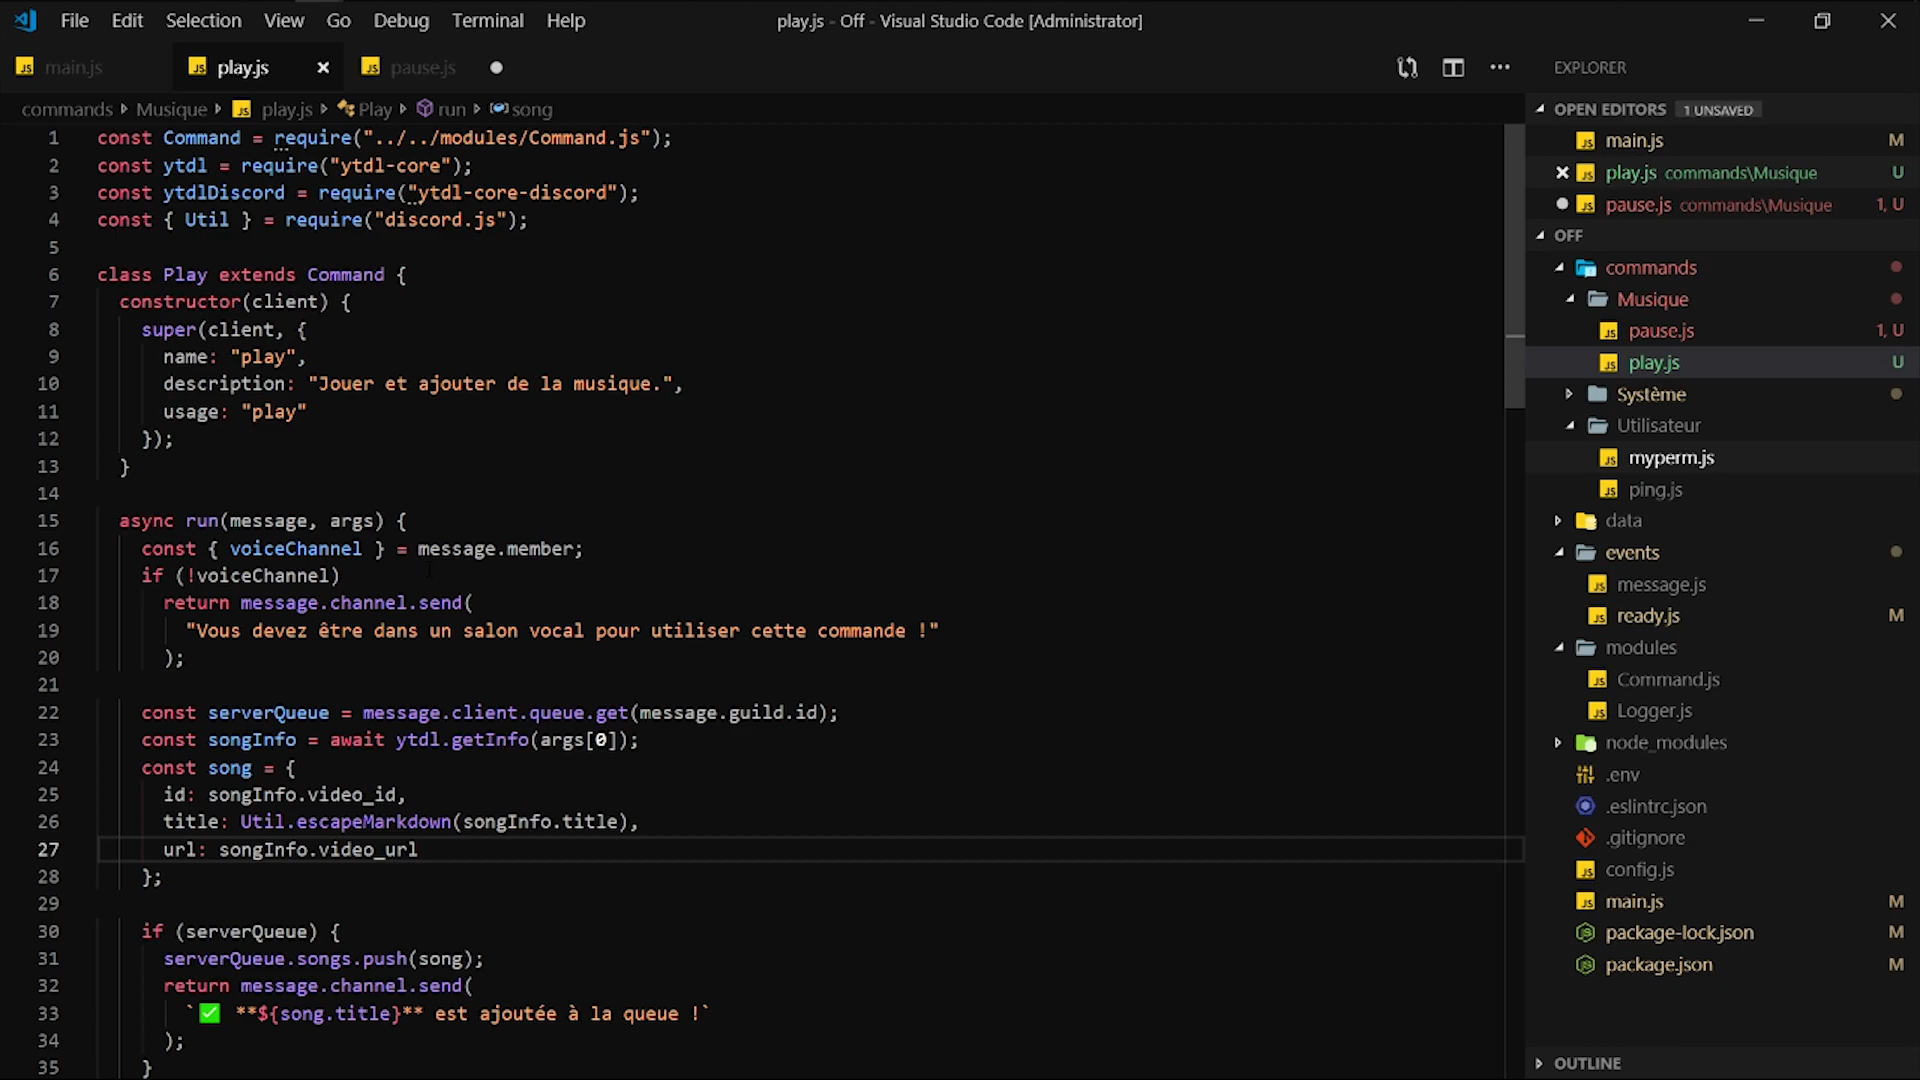 File Edit Selection View Go Debug Terminal Help
play.js - Off - Visual Studio Code [Administrator]
main.js
play.js
pause.js
commands Musique play.js Play run song
1 const Command = require("../../modules/Command.js");
2 const ytdl = require("ytdl-core");
3 const ytdlDiscord = require("ytdl-core-discord");
4 const { Util } = require("discord.js");
5
6 class Play extends Command {
7 constructor(client) {
8 super(client, {
9 name: "play",
10 description: "Jouer et ajouter de la musique.",
11 usage: "play"
12 });
13 }
14
15 async run(message, args) {
16 const { voiceChannel } = message.member;
17 if (!voiceChannel)
18 return message.channel.send(
19 "Vous devez être dans un salon vocal pour utiliser cette commande !"
20 );
21
22 const serverQueue = message.client.queue.get(message.guild.id);
23 const songInfo = await ytdl.getInfo(args[0]);
24 const song = {
25 id: songInfo.video_id,
26 title: Util.escapeMarkdown(songInfo.title),
27 url: songInfo.video_url
28 };
29
30 if (serverQueue) {
31 serverQueue.songs.push(song);
32 return message.channel.send(
33 `✅ **${song.title}** est ajoutée à la queue !`
34 );
35 }
EXPLORER
OPEN EDITORS 1 UNSAVED
main.js M
play.js commands\Musique U
pause.js commands\Musique 1, U
OFF
commands
Musique
pause.js 1, U
play.js U
Système
Utilisateur
myperm.js
ping.js
data
events
message.js
ready.js M
modules
Command.js
Logger.js
node_modules
.env
.eslintrc.json
.gitignore
config.js
main.js M
package-lock.json M
package.json M
OUTLINE